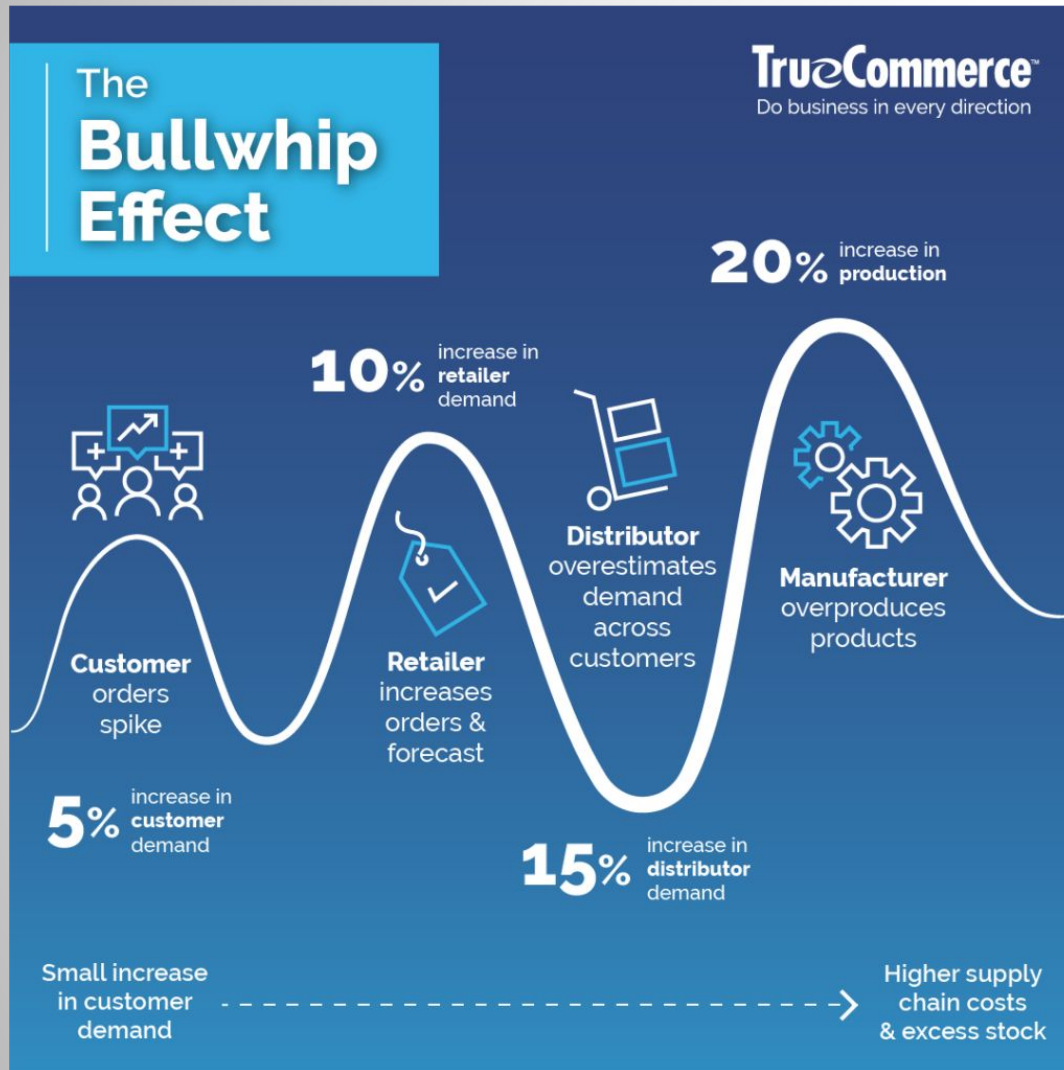 The
Bullwhip
Effect
TrueCommerce™
Do business in every direction
20% increase in
production
10% increase in
retailer
demand
Customer
orders
spike
Retailer
increases
orders &
forecast
Distributor
overestimates
demand
across
customers
Manufacturer
overproduces
products
5% increase in
customer
demand
15% increase in
distributor
demand
Small increase
in customer
demand
Higher supply
chain costs
& excess stock